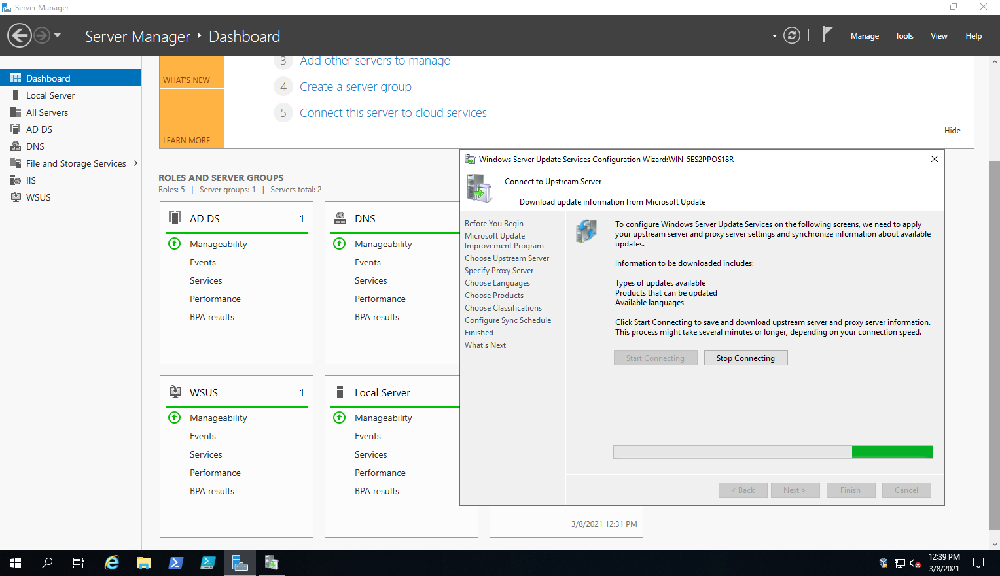 Server Manager
Server Manager ‣ Dashboard
Manage
Tools
View
Help
Dashboard
Local Server
All Servers
AD DS
DNS
File and Storage Services
IIS
WSUS
WHAT'S NEW
LEARN MORE
3 Add other servers to manage
4 Create a server group
5 Connect this server to cloud services
Hide
ROLES AND SERVER GROUPS
Roles: 5 | Server groups: 1 | Servers total: 2
AD DS 1
Manageability
Events
Services
Performance
BPA results
DNS
Manageability
Events
Services
Performance
BPA results
WSUS 1
Manageability
Events
Services
Performance
BPA results
Local Server
Manageability
Events
Services
Performance
BPA results
3/8/2021 12:31 PM
Windows Server Update Services Configuration Wizard:WIN-5ES2PPOS18R
Connect to Upstream Server
Download update information from Microsoft Update
Before You Begin
Microsoft Update
Improvement Program
Choose Upstream Server
Specify Proxy Server
Choose Languages
Choose Products
Choose Classifications
Configure Sync Schedule
Finished
What's Next
To configure Windows Server Update Services on the following screens, we need to apply
your upstream server and proxy server settings and synchronize information about available
updates.
Information to be downloaded includes:
Types of updates available
Products that can be updated
Available languages
Click Start Connecting to save and download upstream server and proxy server information.
This process might take several minutes or longer, depending on your connection speed.
Start Connecting
Stop Connecting
< Back
Next >
Finish
Cancel
12:39 PM
3/8/2021